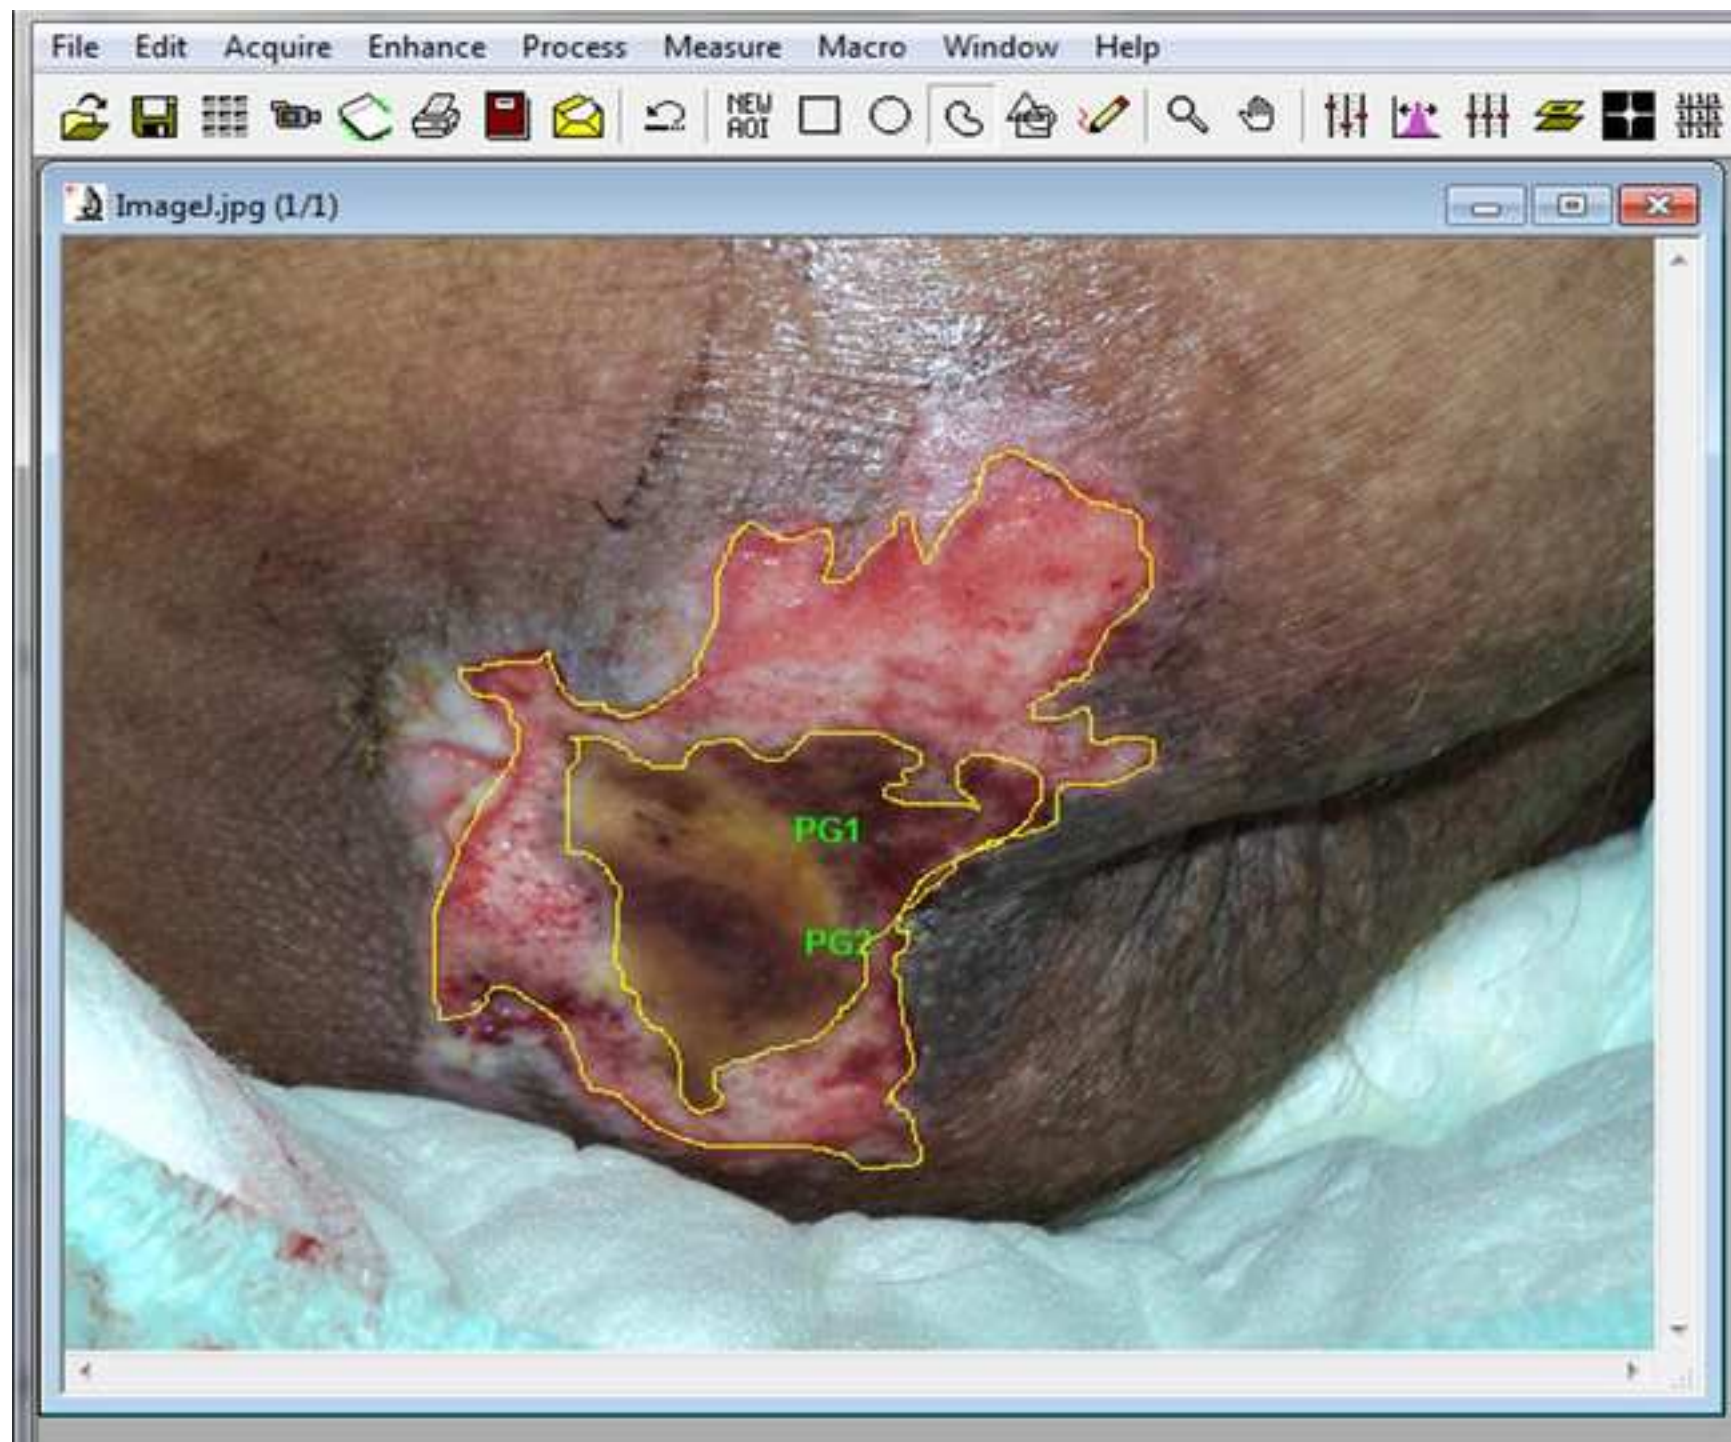 File Edit Acquire Enhance Process Measure Macro Window Help
NEW
AOI
ImageJ.jpg (1/1)
PG1
PG2